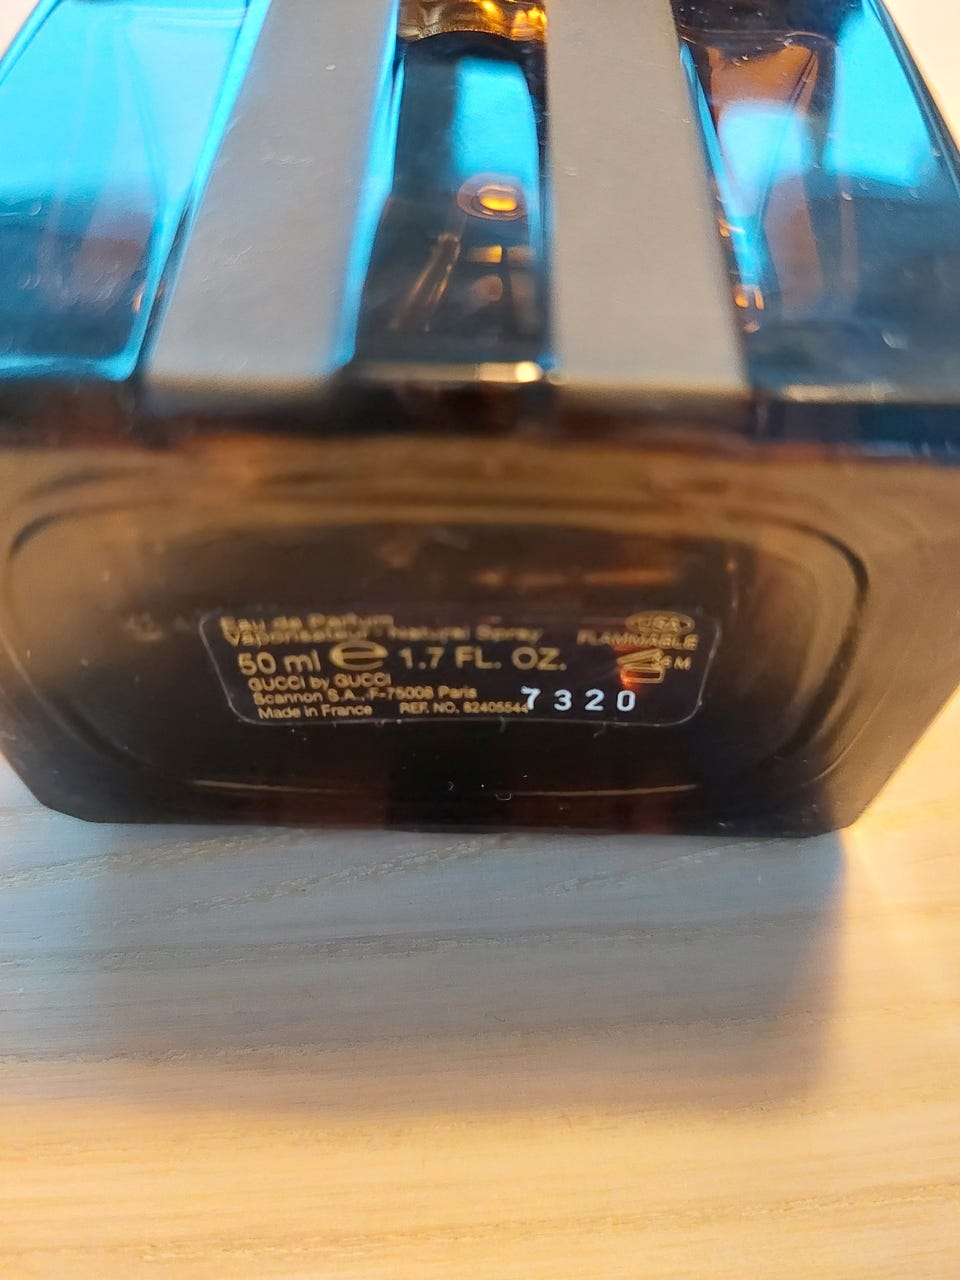 Eau de Parfum
Vaporisateur - Natural Spray
50 ml e 1.7 FL. OZ.
GUCCI by GUCCI
Scannon S.A., F-75008 Paris
Made in France REF. NO. 82405544
USA
FLAMMABLE
M
7320